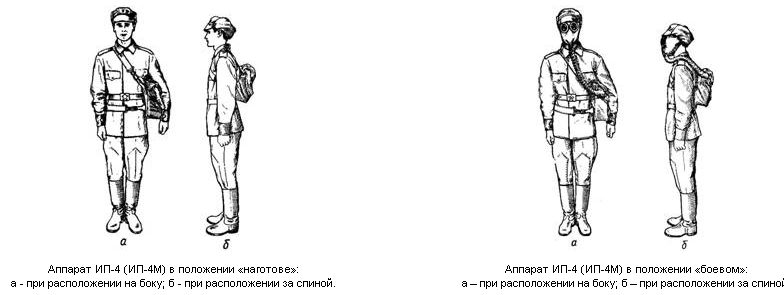 а
б
Аппарат ИП-4 (ИП-4М) в положении «наготове»:
а - при расположении на боку; б - при расположении за спиной.
а
б
Аппарат ИП-4 (ИП-4М) в положении «боевом»:
а – при расположении на боку; б – при расположении за спиной